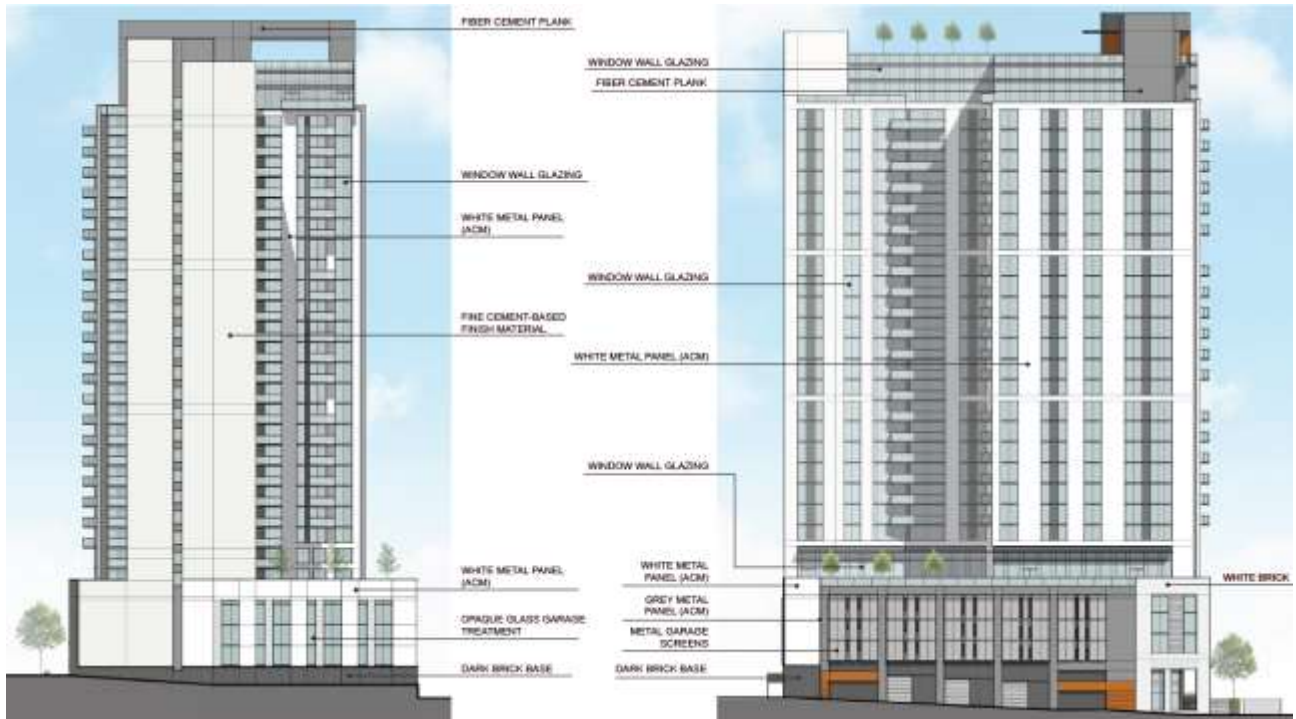 FIBER CEMENT PLANK
WINDOW WALL GLAZING
WHITE METAL PANEL
(ACM)
FINE CEMENT-BASED
FINISH MATERIAL
WHITE METAL PANEL
(ACM)
OPAQUE GLASS GARAGE
TREATMENT
DARK BRICK BASE
WINDOW WALL GLAZING
FIBER CEMENT PLANK
WINDOW WALL GLAZING
WHITE METAL PANEL (ACM)
WINDOW WALL GLAZING
WHITE METAL
PANEL (ACM)
GREY METAL
PANEL (ACM)
METAL GARAGE
SCREENS
DARK BRICK BASE
WHITE BRICK